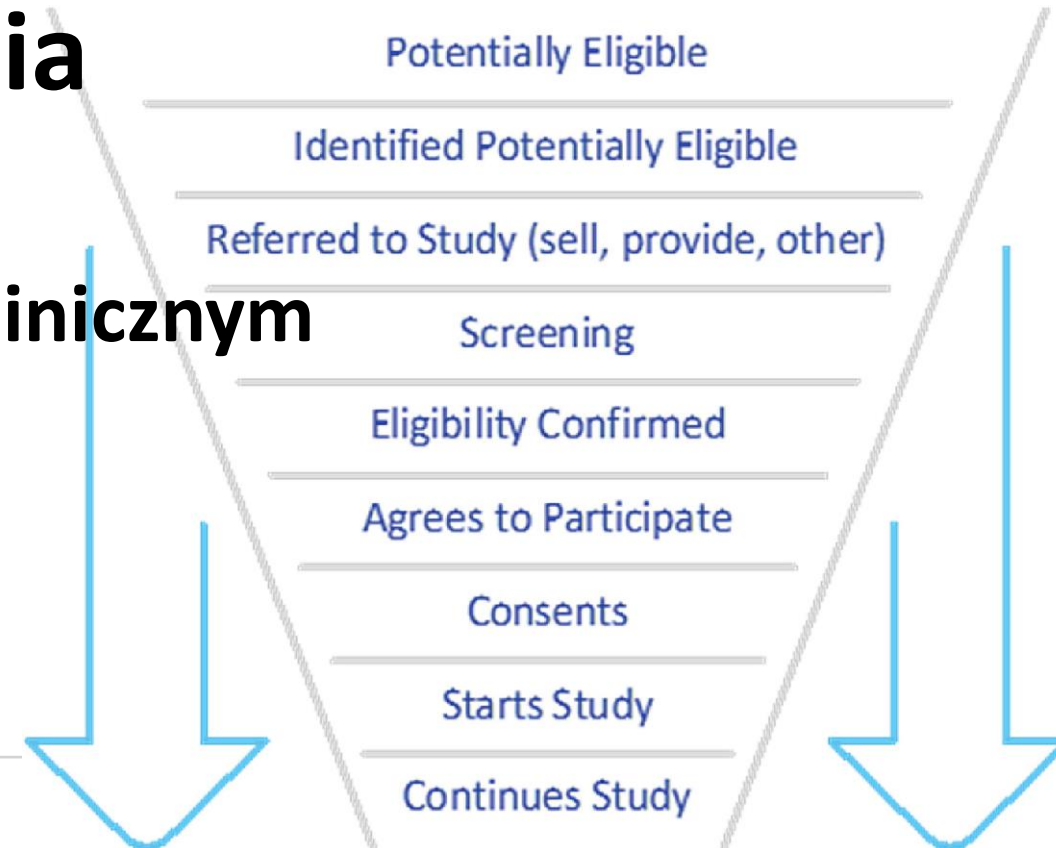 ia
Potentially Eligible
Identified Potentially Eligible
Referred to Study (sell, provide, other)
inicznym
Screening
Eligibility Confirmed
Agrees to Participate
Consents
Starts Study
Continues Study